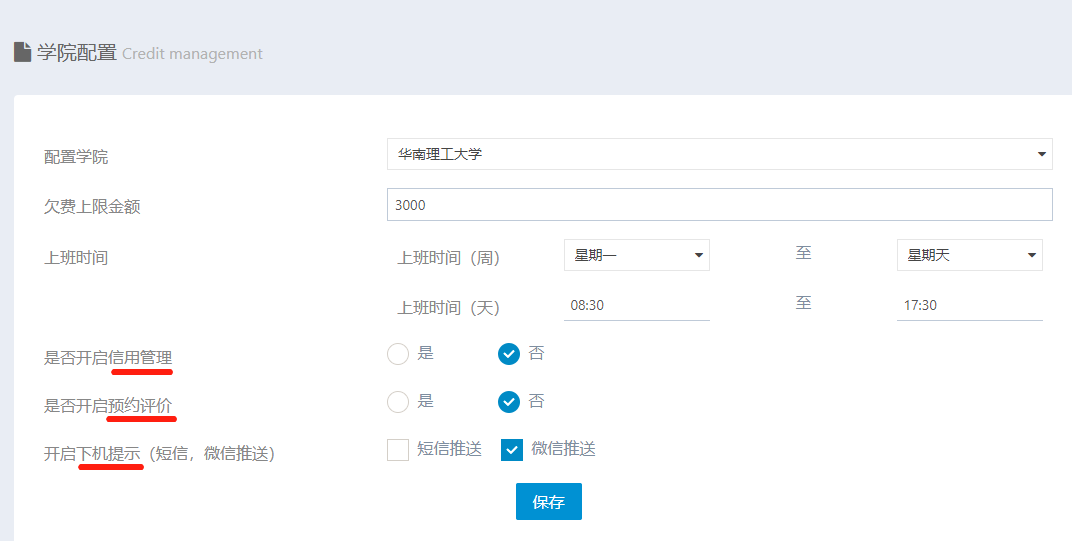 学院配置 Credit management
配置学院 华南理工大学
欠费上限金额 3000
上班时间 上班时间（周） 星期一 至 星期天
上班时间（天） 08:30 至 17:30
是否开启信用管理 是 否
是否开启预约评价 是 否
开启下机提示（短信，微信推送） 短信推送 微信推送
保存